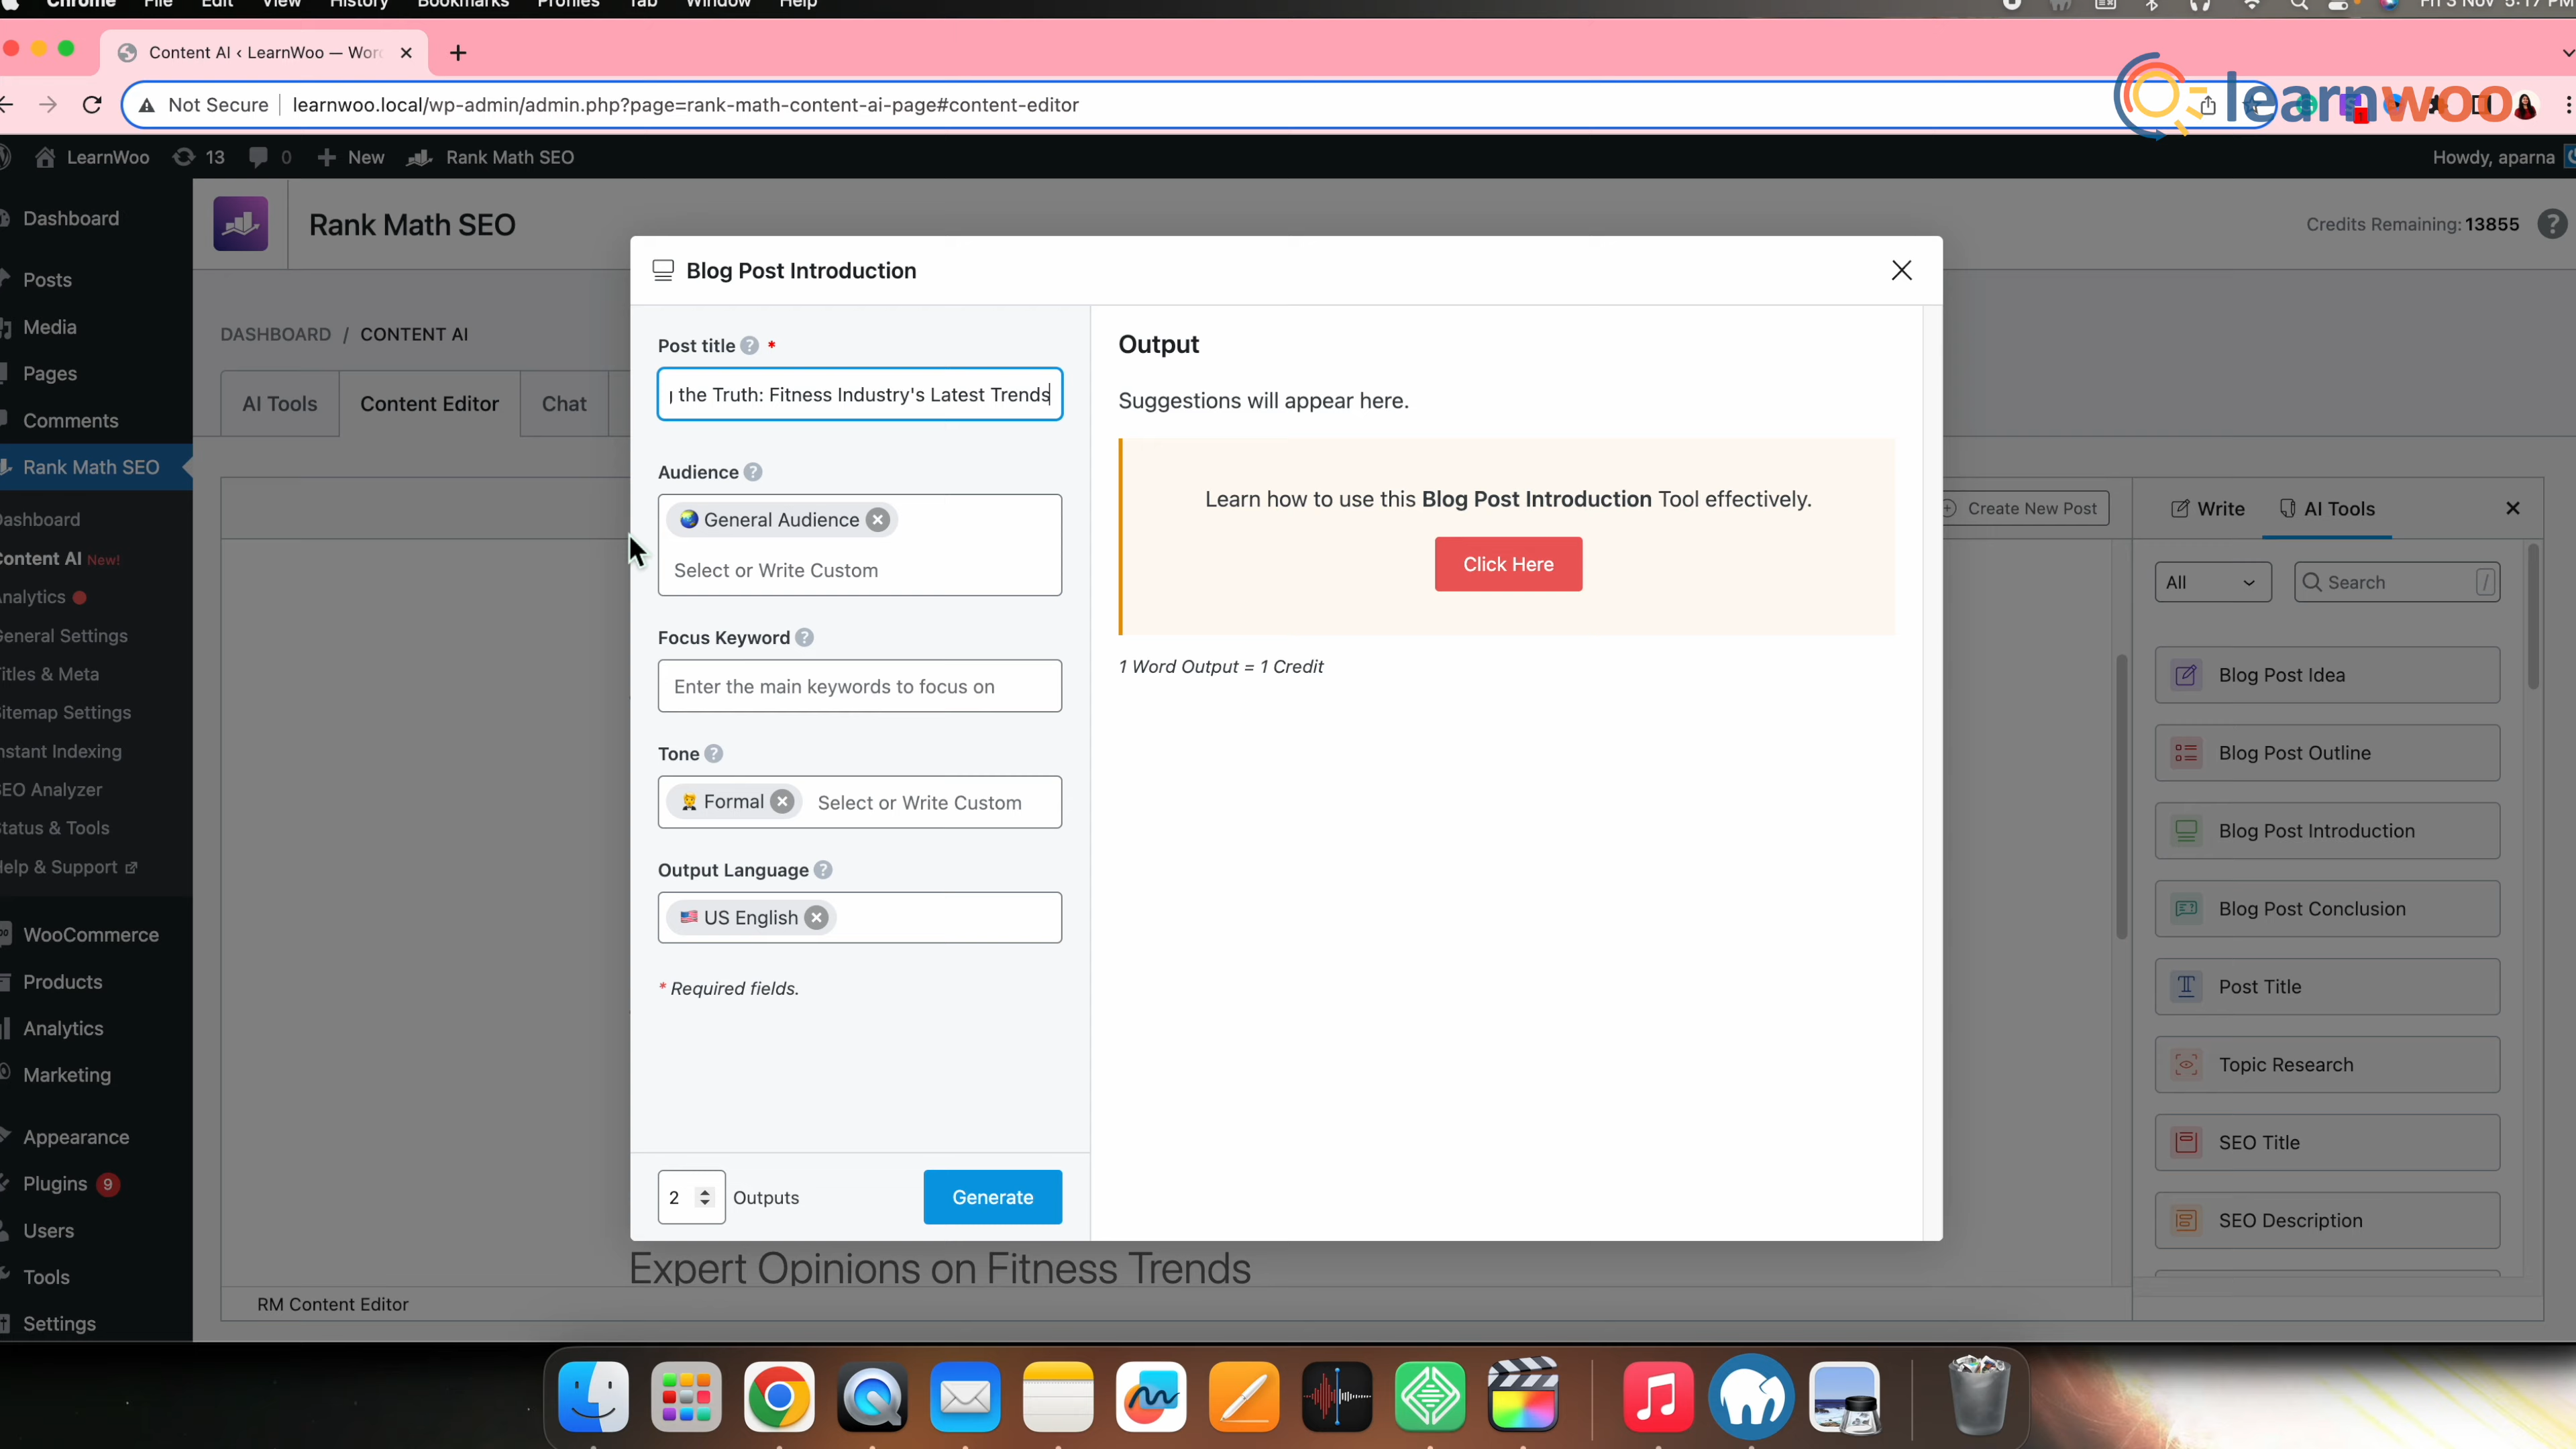 Chrome File Edit View History Bookmarks Profiles Tab Window Help
Fri 3 Nov 5:17 PM
Content AI ‹ LearnWoo — Wor
Not Secure learnwoo.local/wp-admin/admin.php?page=rank-math-content-ai-page#content-editor
learnwoo
LearnWoo 13 0 New Rank Math SEO
Howdy, aparna
Dashboard
Posts
Media
Pages
Comments
Rank Math SEO
Dashboard
Content AI New!
Analytics
General Settings
Titles & Meta
Sitemap Settings
Instant Indexing
SEO Analyzer
Status & Tools
Help & Support
WooCommerce
Products
Analytics
Marketing
Appearance
Plugins 9
Users
Tools
Settings
Rank Math SEO
Credits Remaining: 13855 ?
DASHBOARD / CONTENT AI
AI Tools Content Editor Chat
Blog Post Introduction
Post title ? *
the Truth: Fitness Industry's Latest Trends
Audience ?
General Audience
Select or Write Custom
Focus Keyword ?
Enter the main keywords to focus on
Tone ?
Formal Select or Write Custom
Output Language ?
US English
* Required fields.
2 Outputs Generate
Output
Suggestions will appear here.
Learn how to use this Blog Post Introduction Tool effectively.
Click Here
1 Word Output = 1 Credit
Create New Post
Write AI Tools
All Search /
Blog Post Idea
Blog Post Outline
Blog Post Introduction
Blog Post Conclusion
Post Title
Topic Research
SEO Title
SEO Description
Expert Opinions on Fitness Trends
RM Content Editor